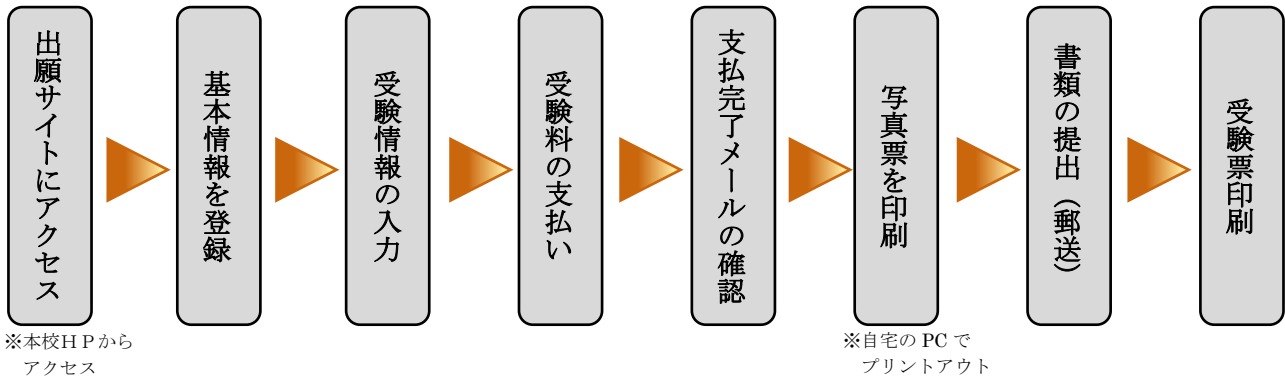 出願サイトにアクセス
基本情報を登録
受験情報の入力
受験料の支払い
支払完了メールの確認
写真票を印刷
書類の提出（郵送）
受験票印刷
※本校ＨＰから
アクセス
※自宅の PC で
プリントアウト